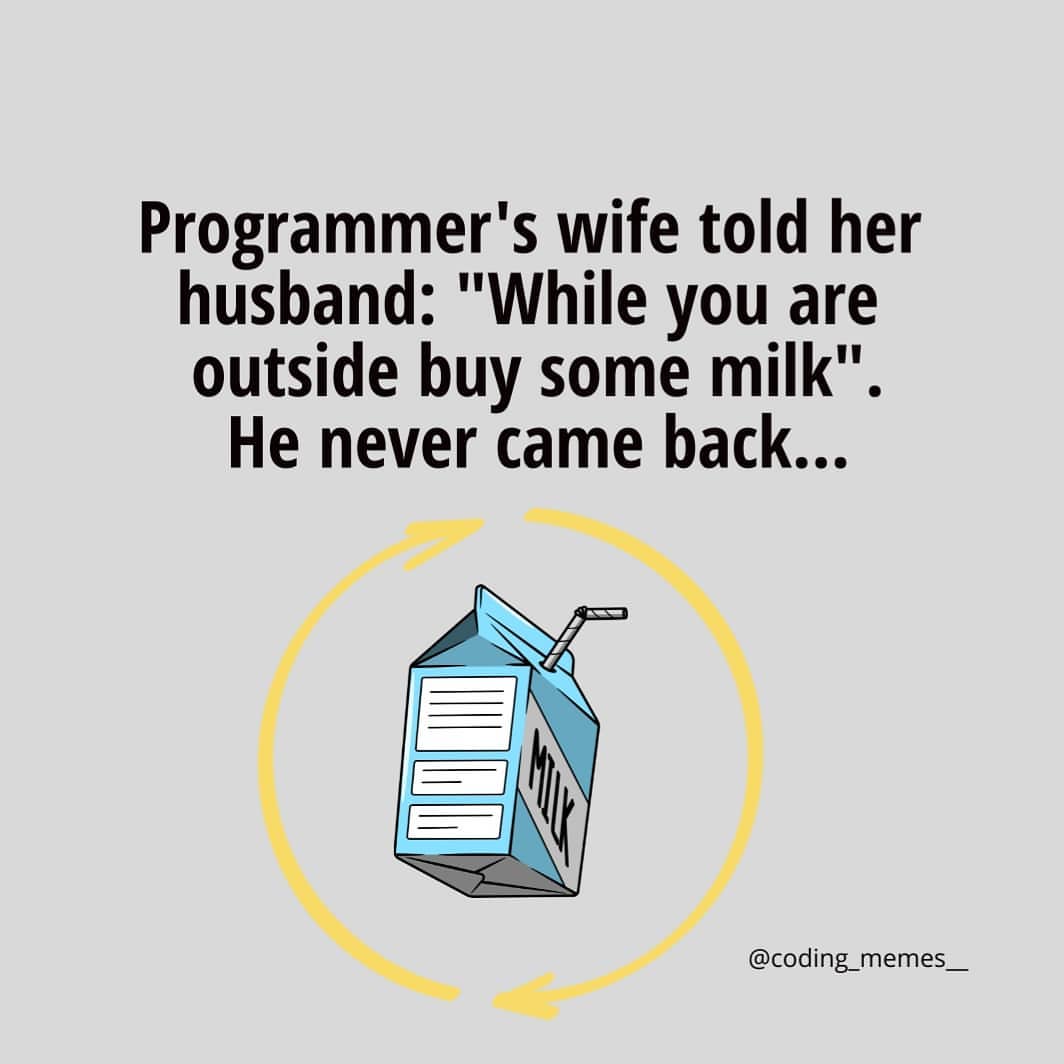 Programmer's wife told her
husband: "While you are
outside buy some milk".
He never came back...
MILK
@coding_memes__